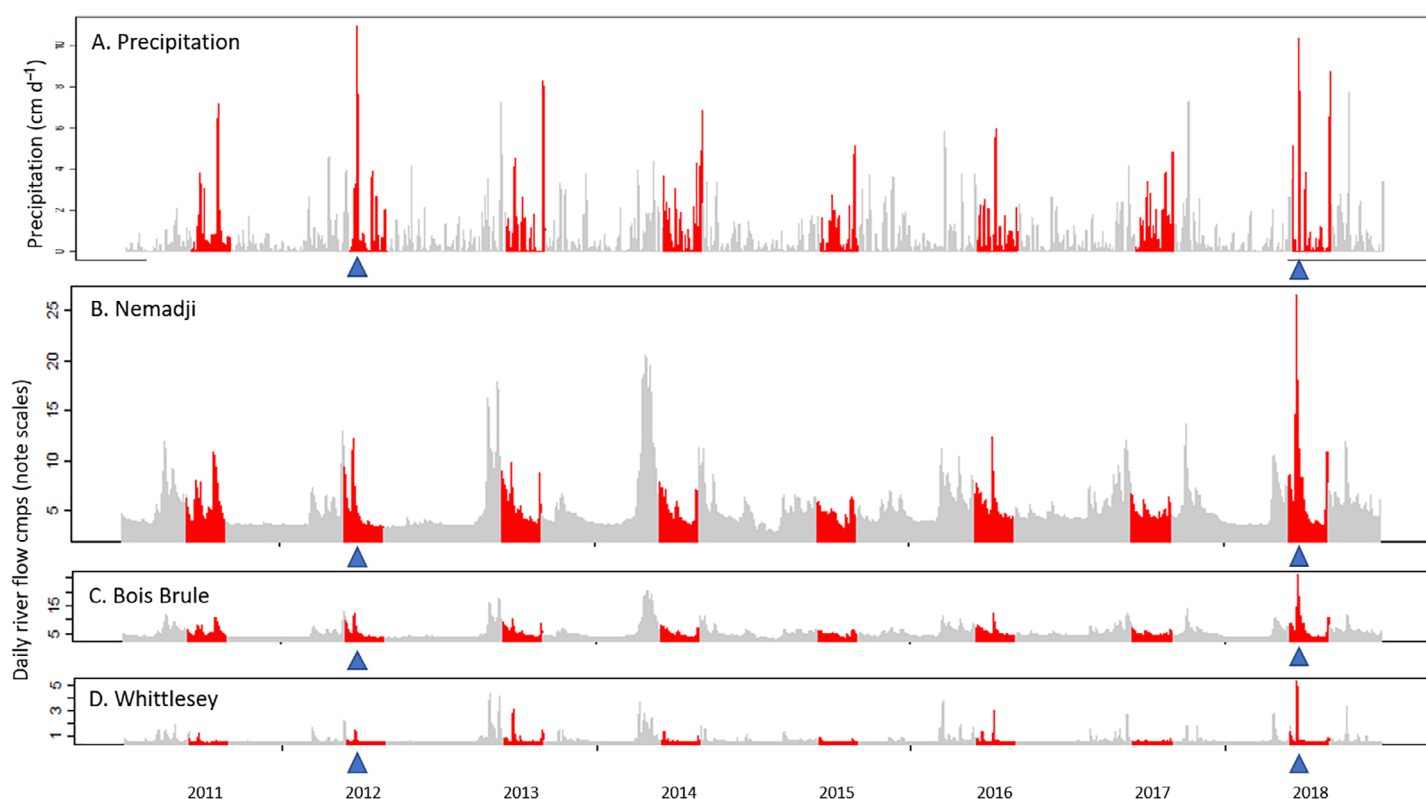 A. Precipitation
Precipitation (cm d⁻¹)
10
8
6
4
2
0
B. Nemadji
Daily river flow cmps (note scales)
25
20
15
10
5
C. Bois Brule
15
5
D. Whittlesey
5
3
1
2011 2012 2013 2014 2015 2016 2017 2018